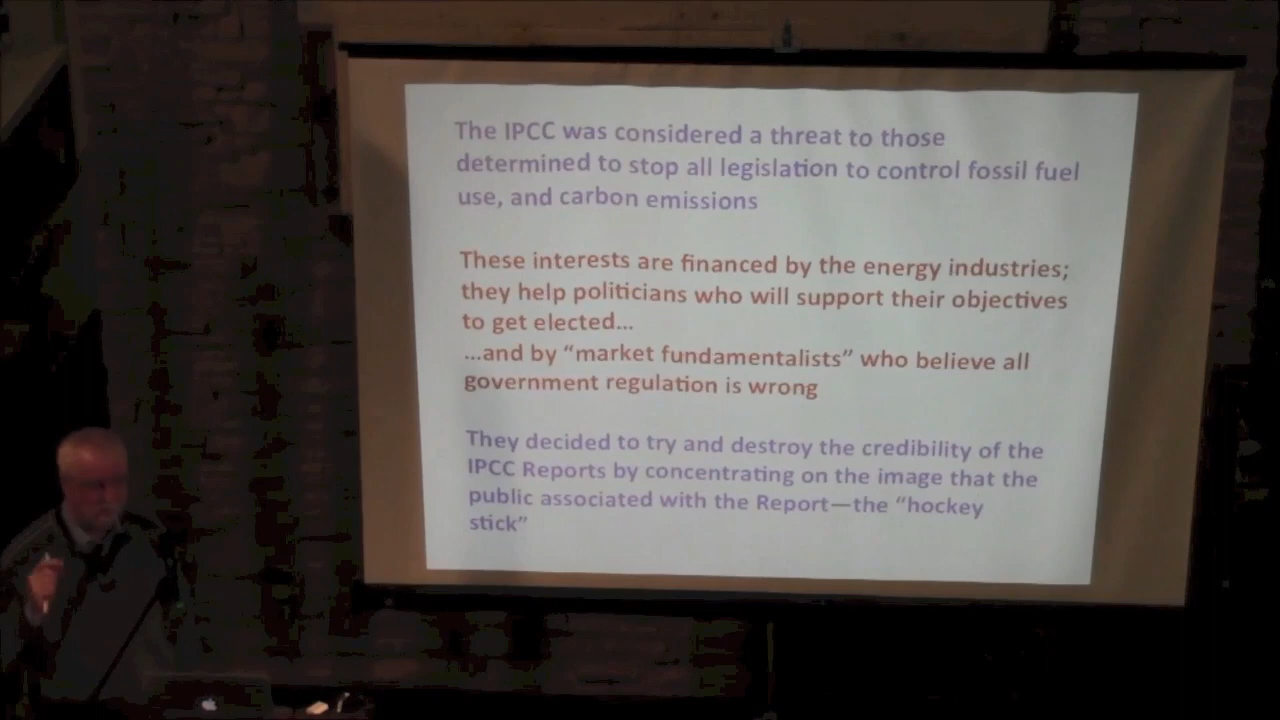 The IPCC was considered a threat to those
determined to stop all legislation to control fossil fuel
use, and carbon emissions
These interests are financed by the energy industries;
they help politicians who will support their objectives
to get elected...
...and by “market fundamentalists” who believe all
government regulation is wrong
They decided to try and destroy the credibility of the
IPCC Reports by concentrating on the image that the
public associated with the Report—the “hockey
stick”